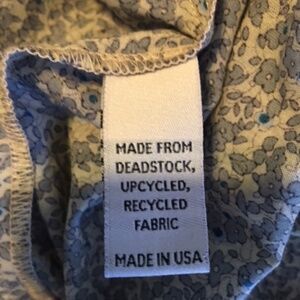 MADE FROM
DEADSTOCK,
UPCYCLED,
RECYCLED
FABRIC
MADE IN USA